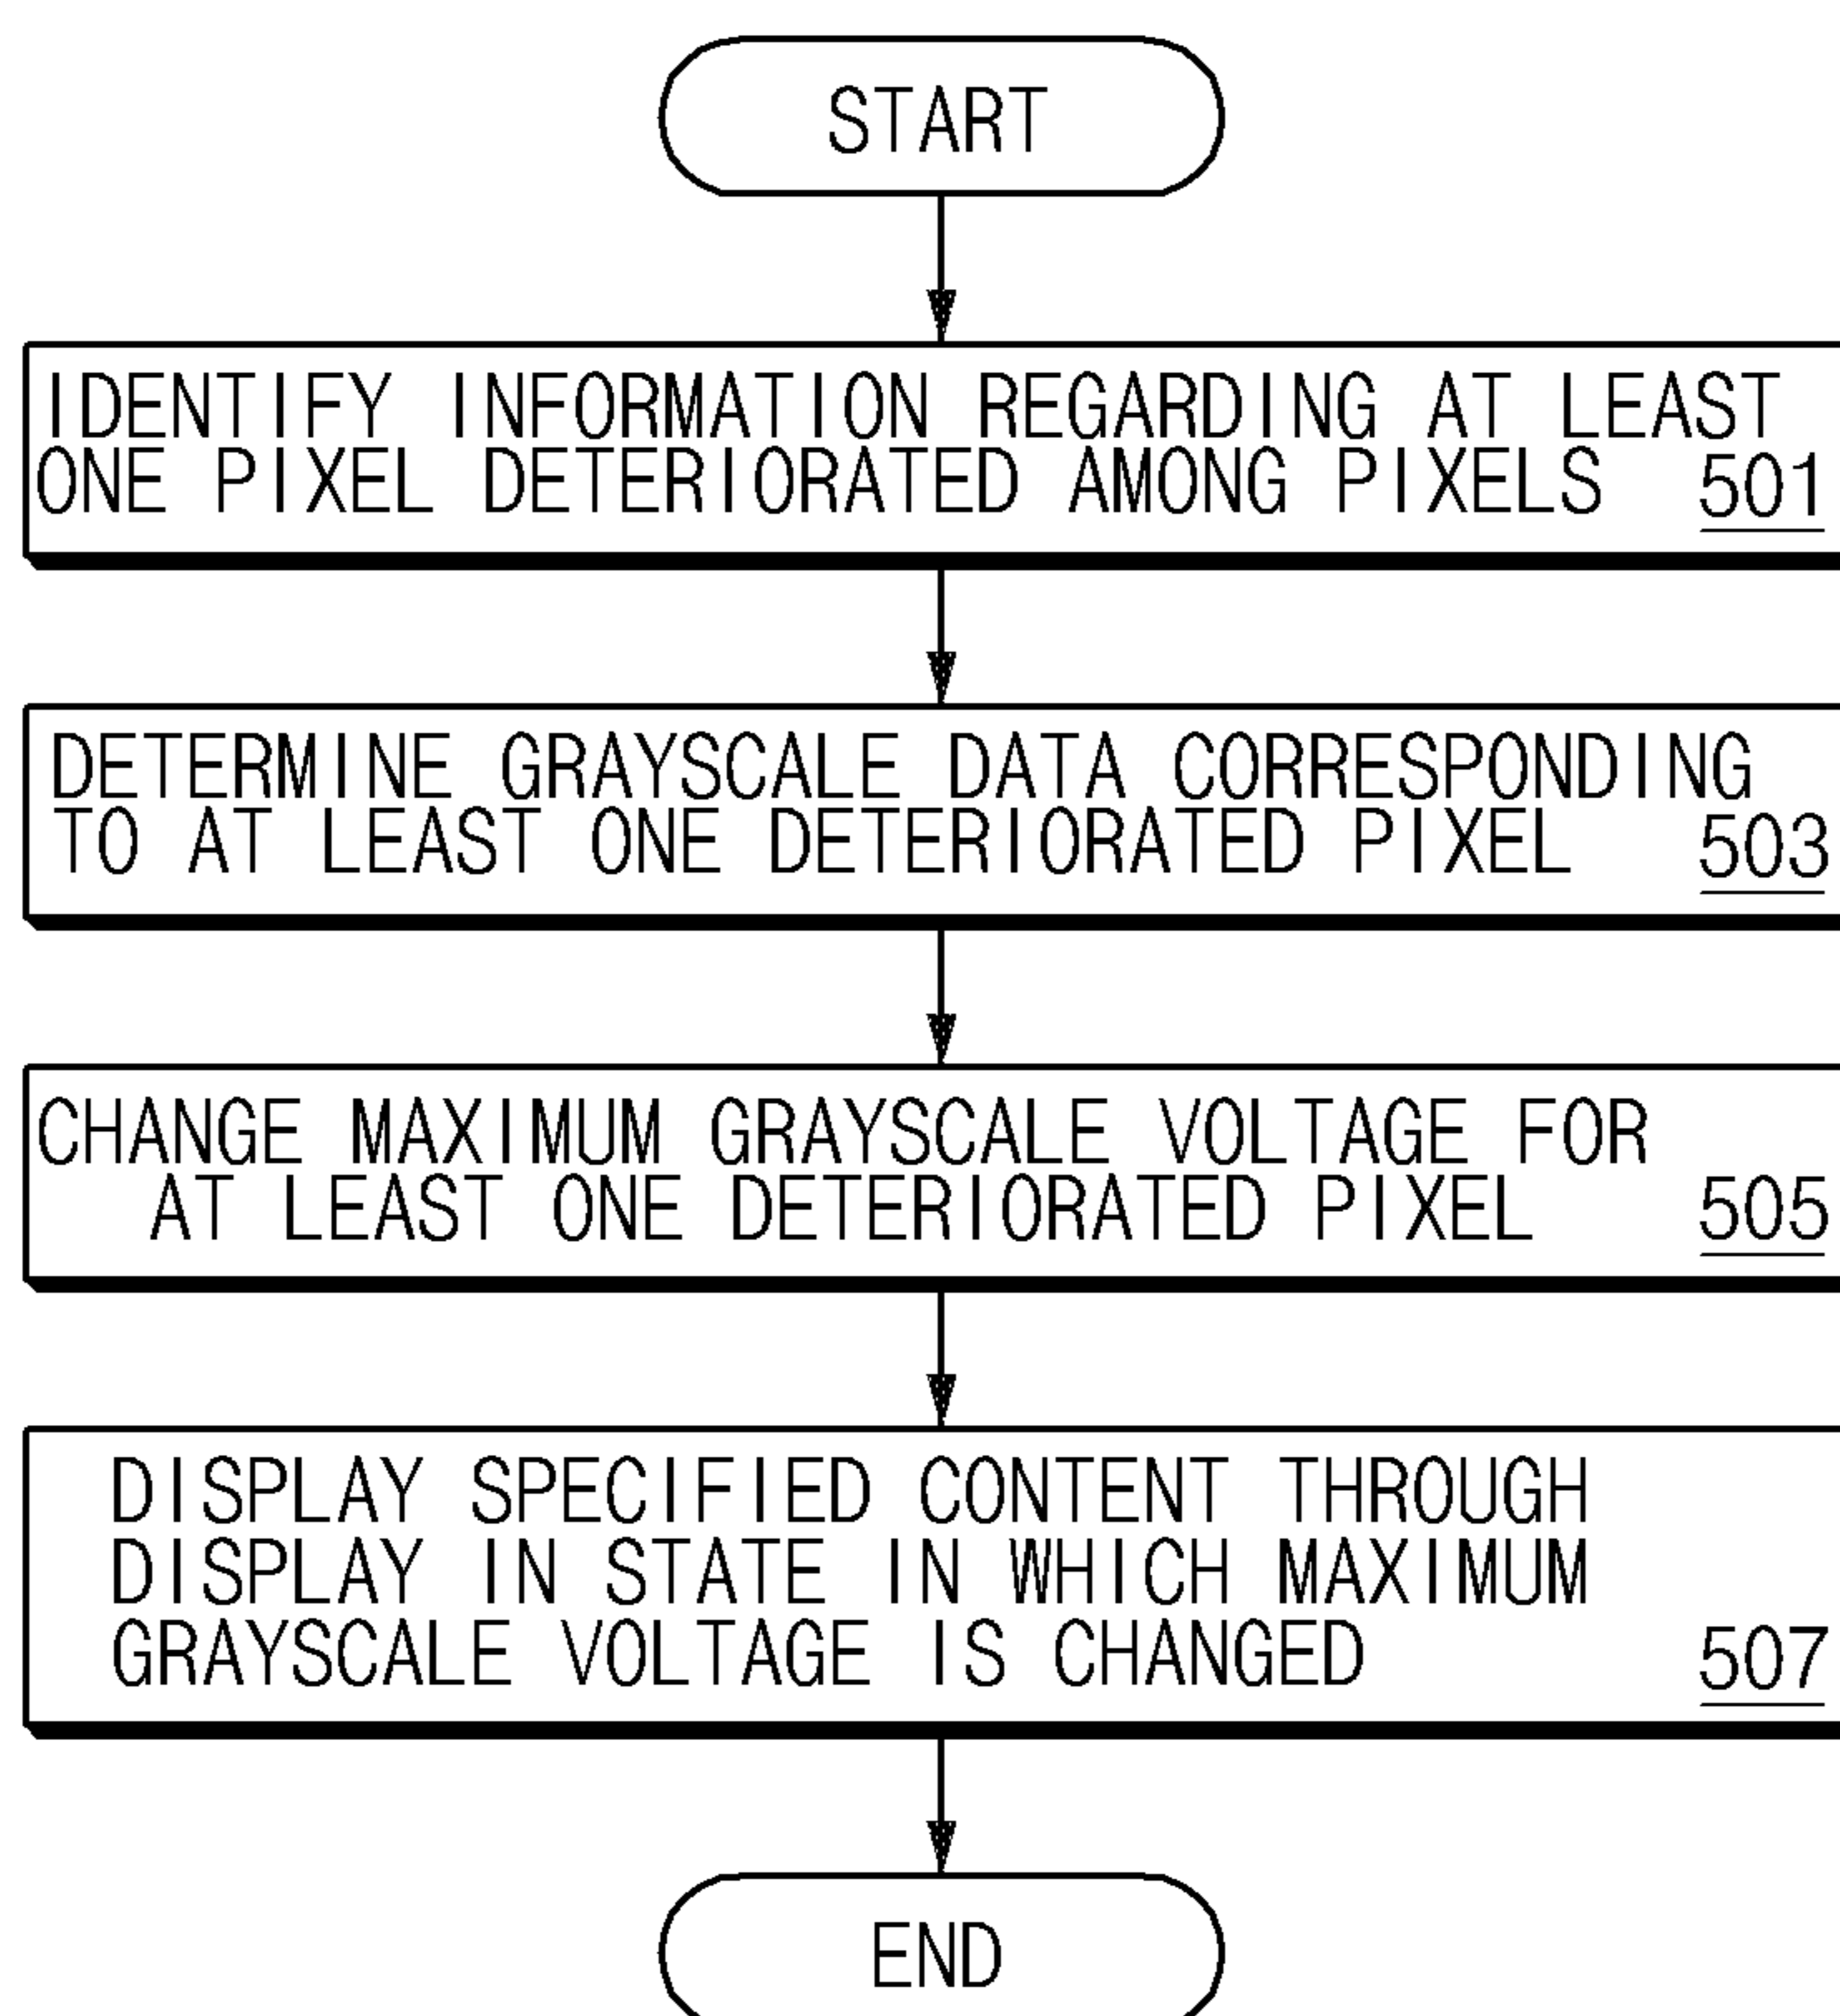 START
IDENTIFY INFORMATION REGARDING AT LEAST
ONE PIXEL DETERIORATED AMONG PIXELS 501
DETERMINE GRAYSCALE DATA CORRESPONDING
TO AT LEAST ONE DETERIORATED PIXEL 503
CHANGE MAXIMUM GRAYSCALE VOLTAGE FOR
AT LEAST ONE DETERIORATED PIXEL 505
DISPLAY SPECIFIED CONTENT THROUGH
DISPLAY IN STATE IN WHICH MAXIMUM
GRAYSCALE VOLTAGE IS CHANGED 507
END